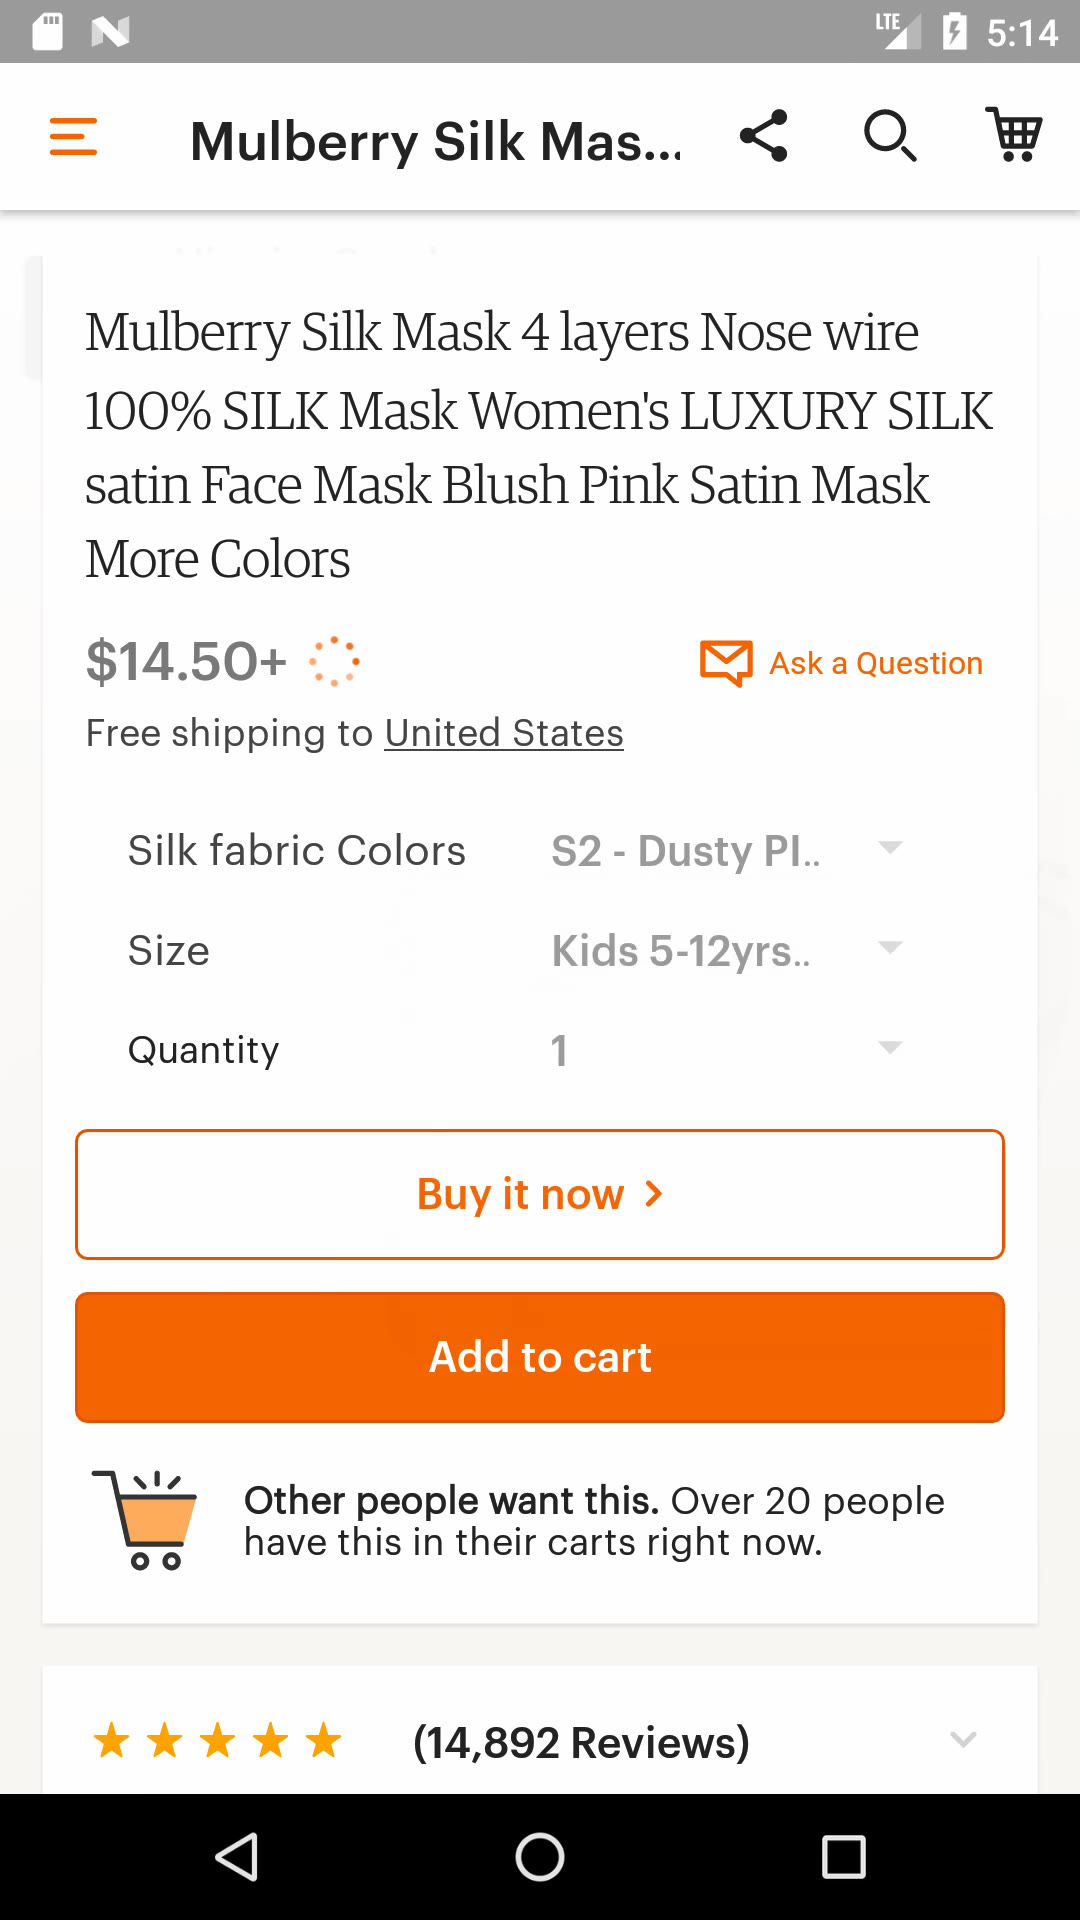 LTE 5:14
Mulberry Silk Mas...
Mulberry Silk Mask 4 layers Nose wire
100% SILK Mask Women's LUXURY SILK
satin Face Mask Blush Pink Satin Mask
More Colors
$14.50+
Ask a Question
Free shipping to United States
Silk fabric Colors S2 - Dusty PI..
Size Kids 5-12yrs..
Quantity 1
Buy it now >
Add to cart
Other people want this. Over 20 people
have this in their carts right now.
(14,892 Reviews)